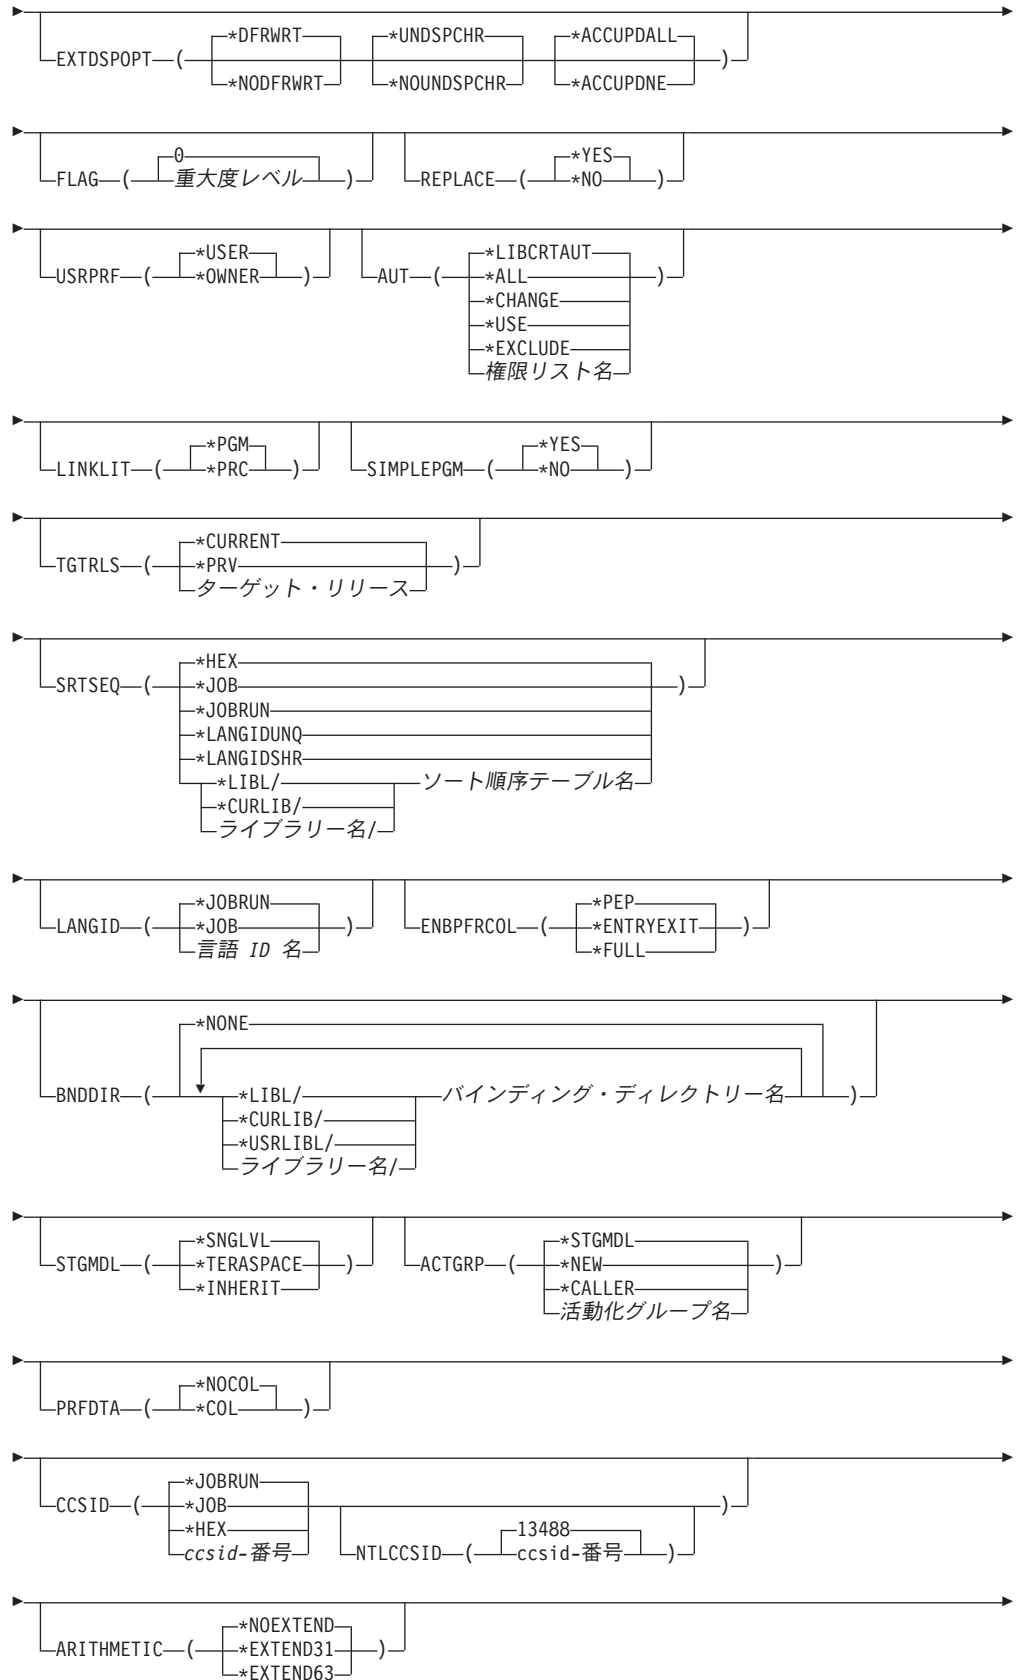 *DFRWRT *UNDSPCHR *ACCUPDALL
EXTDSPOPT ( )
*NODFRWRT *NOUNDSPCHR *ACCUPDNE
0 *YES
FLAG ( 重大度レベル ) REPLACE ( *NO )
*USER *LIBCRTAUT
USRPRF ( *OWNER ) AUT ( *ALL )
*CHANGE
*USE
*EXCLUDE
権限リスト名
*PGM *YES
LINKLIT ( *PRC ) SIMPLEPGM ( *NO )
*CURRENT
TGTRLS ( *PRV )
ターゲット・リリース
*HEX
SRTSEQ ( *JOB )
*JOBRUN
*LANGIDUNQ
*LANGIDSHR
*LIBL/ ソート順序テーブル名
*CURLIB/
ライブラリー名/
*JOBRUN *PEP
LANGID ( *JOB ) ENBPFRCOL ( *ENTRYEXIT )
言語 ID 名 *FULL
*NONE
BNDDIR ( *LIBL/ バインディング・ディレクトリー名 )
*CURLIB/
*USRLIBL/
ライブラリー名/
*SNGLVL *STGMDL
STGMDL ( *TERASPACE ) ACTGRP ( *NEW )
*INHERIT *CALLER
活動化グループ名
*NOCOL
PRFDTA ( *COL )
*JOBRUN
CCSID ( *JOB )
*HEX 13488
ccsid-番号 NTLCCSID ( ccsid-番号 )
*NOEXTEND
ARITHMETIC ( *EXTEND31 )
*EXTEND63